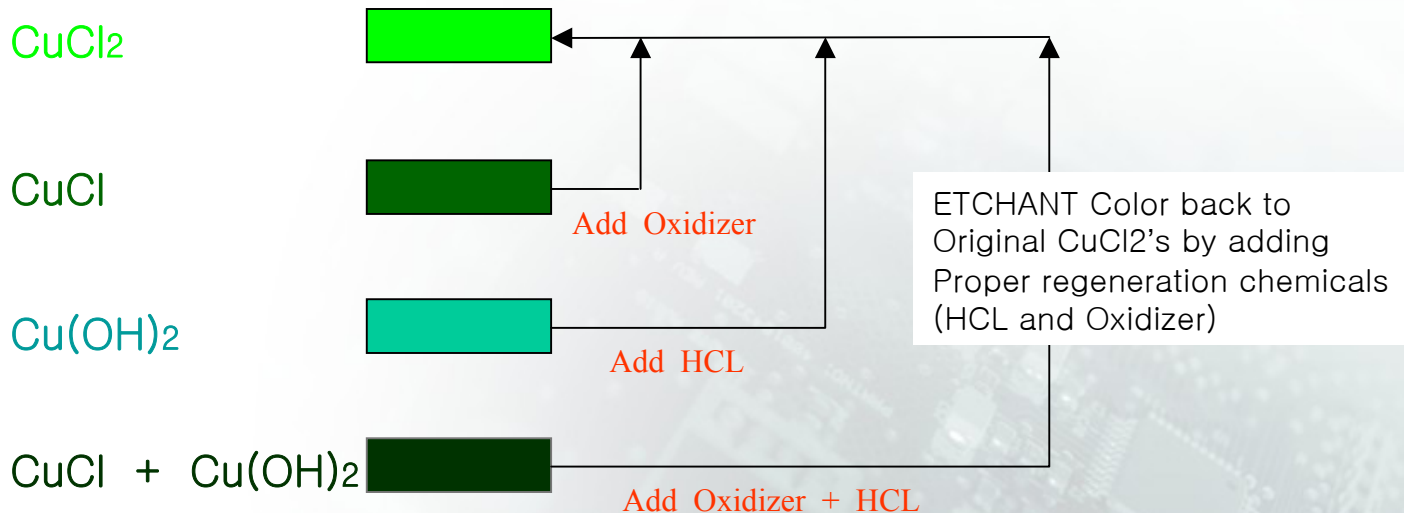 CuCl2
CuCl
Add Oxidizer
ETCHANT Color back to
Original CuCl2's by adding
Proper regeneration chemicals
(HCL and Oxidizer)
Cu(OH)2
Add HCL
CuCl + Cu(OH)2
Add Oxidizer + HCL